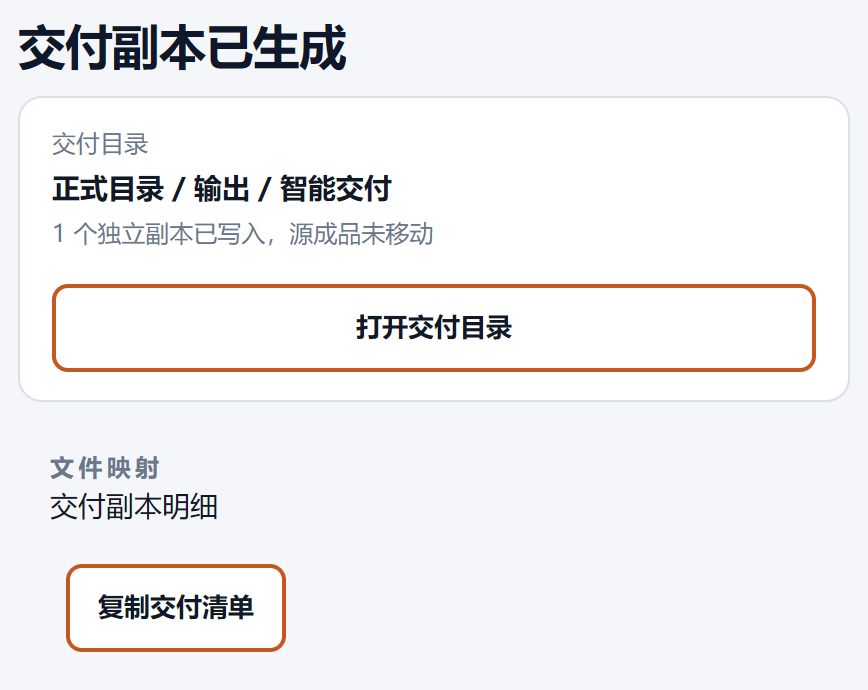 交付副本已生成
交付目录
正式目录 / 输出 / 智能交付
1 个独立副本已写入，源成品未移动
打开交付目录
文件映射
交付副本明细
复制交付清单